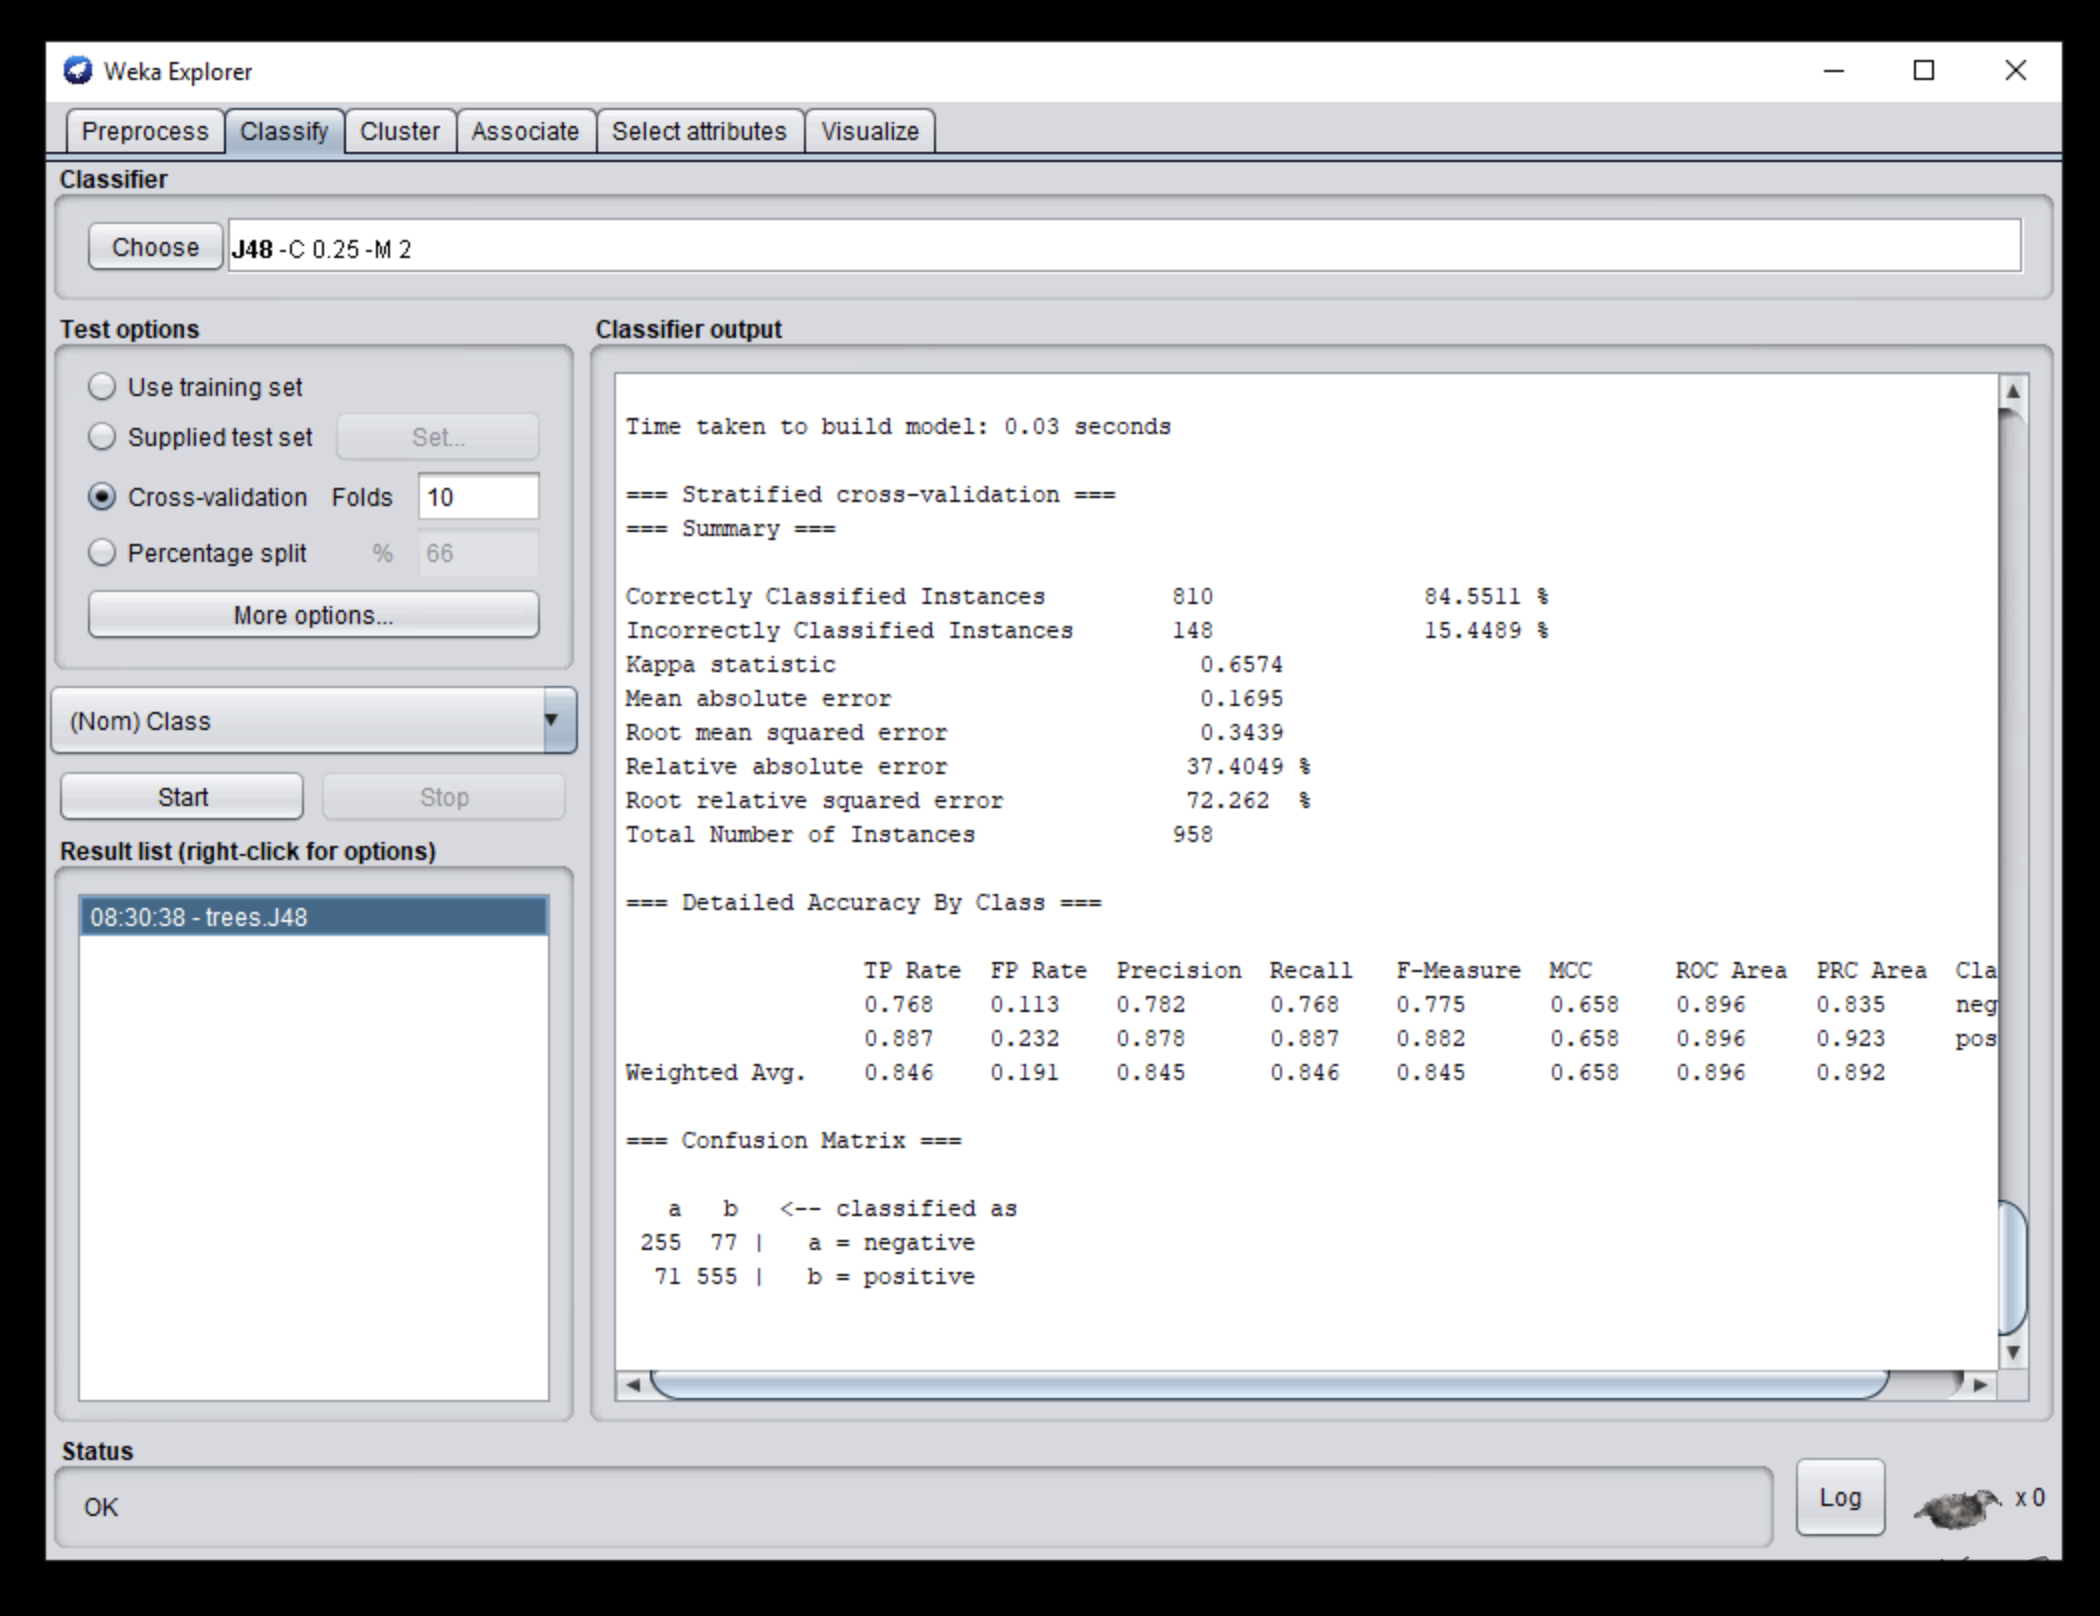 Weka Explorer
Preprocess Classify Cluster Associate Select attributes Visualize
Classifier
Choose J48 -C 0.25 -M 2
Test options
Use training set
Supplied test set Set...
Cross-validation Folds 10
Percentage split % 66
More options...
(Nom) Class
Start Stop
Result list (right-click for options)
08:30:38 - trees.J48
Classifier output
Time taken to build model: 0.03 seconds
=== Stratified cross-validation ===
=== Summary ===
Correctly Classified Instances 810 84.5511 %
Incorrectly Classified Instances 148 15.4489 %
Kappa statistic 0.6574
Mean absolute error 0.1695
Root mean squared error 0.3439
Relative absolute error 37.4049 %
Root relative squared error 72.262 %
Total Number of Instances 958
=== Detailed Accuracy By Class ===
TP Rate FP Rate Precision Recall F-Measure MCC ROC Area PRC Area Cla
0.768 0.113 0.782 0.768 0.775 0.658 0.896 0.835 neg
0.887 0.232 0.878 0.887 0.882 0.658 0.896 0.923 pos
Weighted Avg. 0.846 0.191 0.845 0.846 0.845 0.658 0.896 0.892
=== Confusion Matrix ===
a b <-- classified as
255 77 | a = negative
71 555 | b = positive
Status
OK
Log x 0